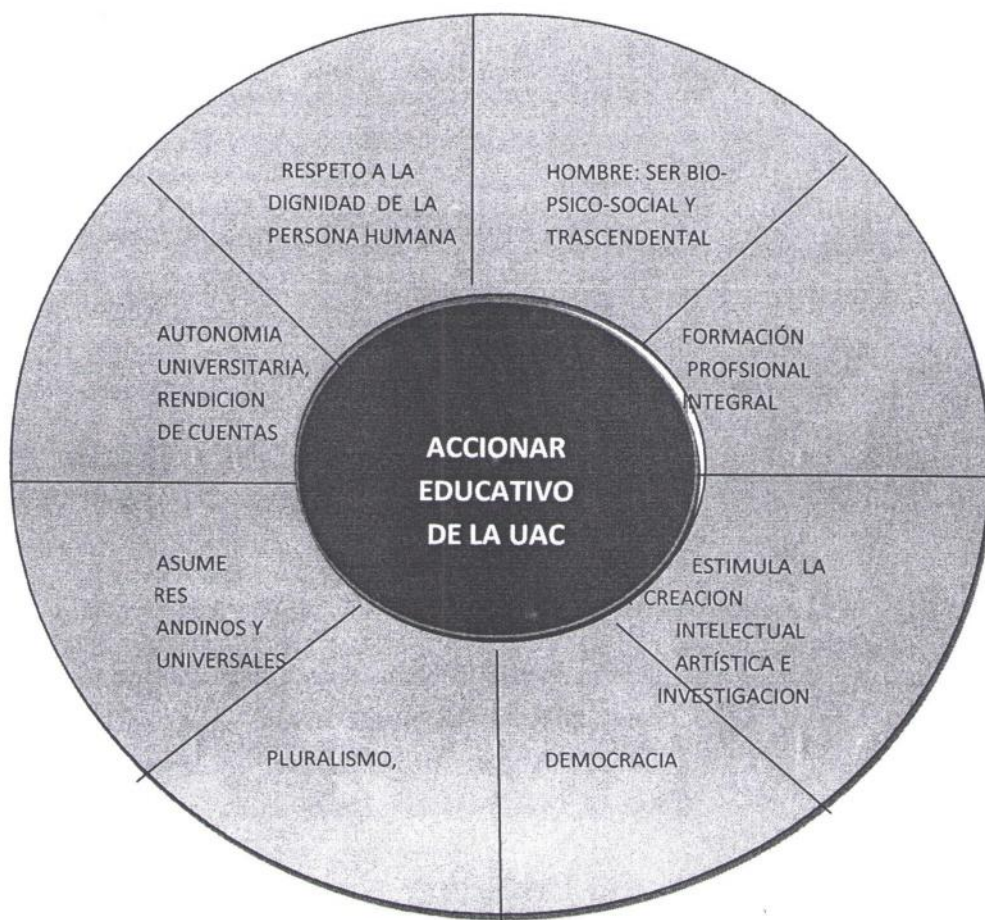 RESPETO A LA
DIGNIDAD DE LA
PERSONA HUMANA
HOMBRE: SER BIO-
PSICO-SOCIAL Y
TRASCENDENTAL
AUTONOMIA
UNIVERSITARIA,
RENDICION
DE CUENTAS
FORMACIÓN
PROFSIONAL
INTEGRAL
ACCIONAR
EDUCATIVO
DE LA UAC
ASUME
RES
ANDINOS Y
UNIVERSALES
ESTIMULA LA
CREACION
INTELECTUAL
ARTÍSTICA E
INVESTIGACION
PLURALISMO,
DEMOCRACIA